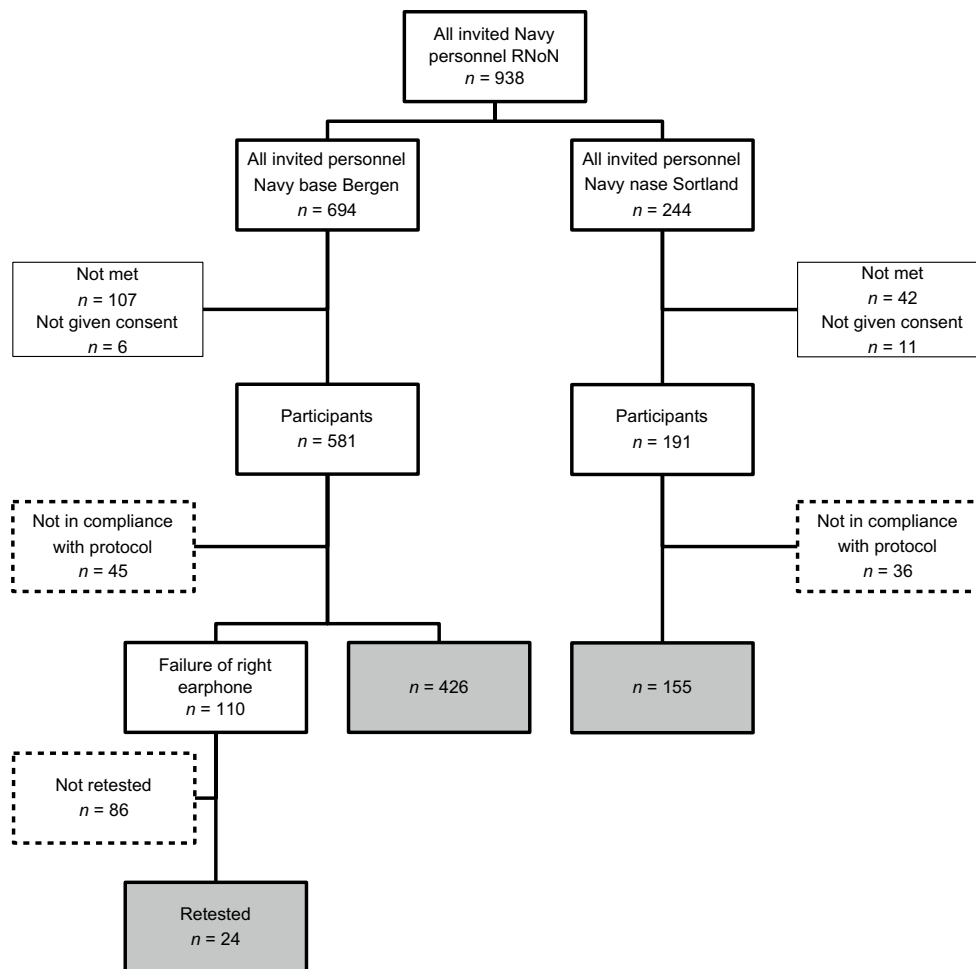 All invited Navy
personnel RNoN
n = 938
All invited personnel
Navy base Bergen
n = 694
All invited personnel
Navy nase Sortland
n = 244
Not met
n = 107
Not given consent
n = 6
Not met
n = 42
Not given consent
n = 11
Participants
n = 581
Participants
n = 191
Not in compliance
with protocol
n = 45
Not in compliance
with protocol
n = 36
Failure of right
earphone
n = 110
n = 426
n = 155
Not retested
n = 86
Retested
n = 24